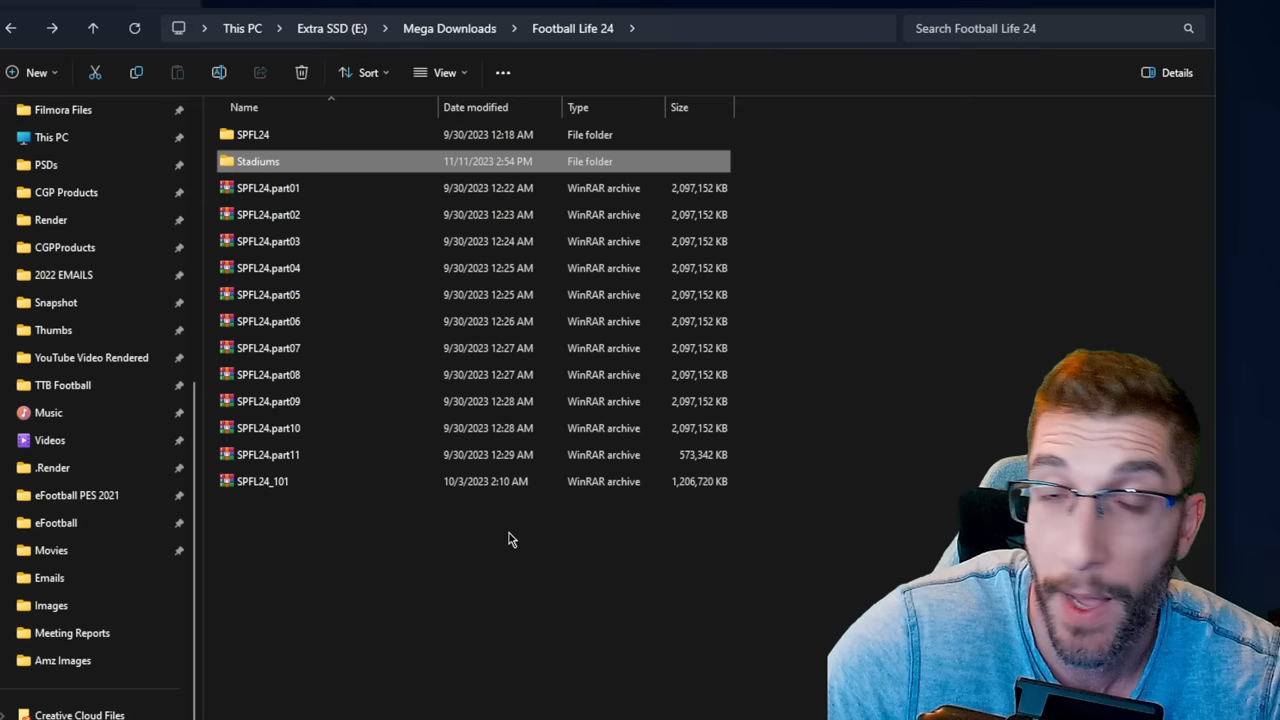 This PC > Extra SSD (E:) > Mega Downloads > Football Life 24 >
Search Football Life 24
New
Sort
View
Details
Filmora Files
This PC
PSDs
CGP Products
Render
CGPProducts
2022 EMAILS
Snapshot
Thumbs
YouTube Video Rendered
TTB Football
Music
Videos
.Render
eFootball PES 2021
eFootball
Movies
Emails
Images
Meeting Reports
Amz Images
Creative Cloud Files
Name Date modified Type Size
SPFL24 9/30/2023 12:18 AM File folder
Stadiums 11/11/2023 2:54 PM File folder
SPFL24.part01 9/30/2023 12:22 AM WinRAR archive 2,097,152 KB
SPFL24.part02 9/30/2023 12:23 AM WinRAR archive 2,097,152 KB
SPFL24.part03 9/30/2023 12:24 AM WinRAR archive 2,097,152 KB
SPFL24.part04 9/30/2023 12:25 AM WinRAR archive 2,097,152 KB
SPFL24.part05 9/30/2023 12:25 AM WinRAR archive 2,097,152 KB
SPFL24.part06 9/30/2023 12:26 AM WinRAR archive 2,097,152 KB
SPFL24.part07 9/30/2023 12:27 AM WinRAR archive 2,097,152 KB
SPFL24.part08 9/30/2023 12:27 AM WinRAR archive 2,097,152 KB
SPFL24.part09 9/30/2023 12:28 AM WinRAR archive 2,097,152 KB
SPFL24.part10 9/30/2023 12:28 AM WinRAR archive 2,097,152 KB
SPFL24.part11 9/30/2023 12:29 AM WinRAR archive 573,342 KB
SPFL24_101 10/3/2023 2:10 AM WinRAR archive 1,206,720 KB